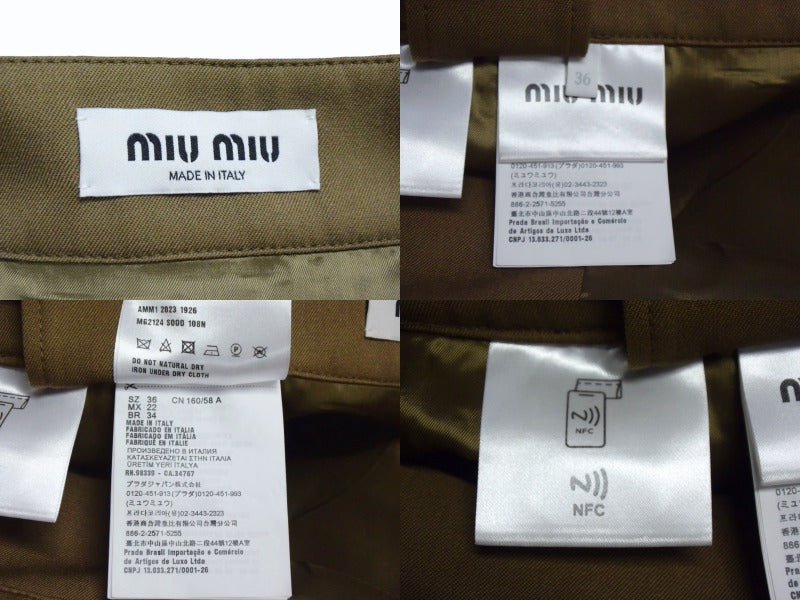 miu miu
MADE IN ITALY
36
miu miu
0120-451-913(プラダ)0120-451-993
(ミュウミュウ)
프라다코리아(유)02-3443-2323
香港商台灣普比有限公司台灣分公司
886-2-2571-5255
臺北市中山區中山北路二段44號12樓A室
Prada Brasil Importação e Comércio
de Artigos de Luxo Ltda
CNPJ 13.033.271/0001-26
AMM1 2023 1926
MG2124 SOOO 108N
DO NOT NATURAL DRY
IRON UNDER DRY CLOTH
SZ 36 CN 160/58 A
MX 22
BR 34
MADE IN ITALY
FABRICADO EN ITALIA
FABRICADO EM ITÁLIA
FABRIQUÉ EN ITALIE
ПРОИЗВЕДЕНО В ИТАЛИЯ
ΚΑΤΑΣΚΕΥΑΖΕΤΑΙ ΣΤΗΝ ΙΤΑΛΙΑ
ÜRETİM YERİ İTALYA
RN.98339 - CA.34767
プラダジャパン株式会社
0120-451-913(プラダ)0120-451-993
(ミュウミュウ)
프라다코리아(유)02-3443-2323
香港商台灣普比有限公司台灣分公司
886-2-2571-5255
臺北市中山區中山北路二段44號12樓A室
Prada Brasil Importação e Comércio
de Artigos de Luxo Ltda
CNPJ 13.033.271/0001-26
NFC
NFC